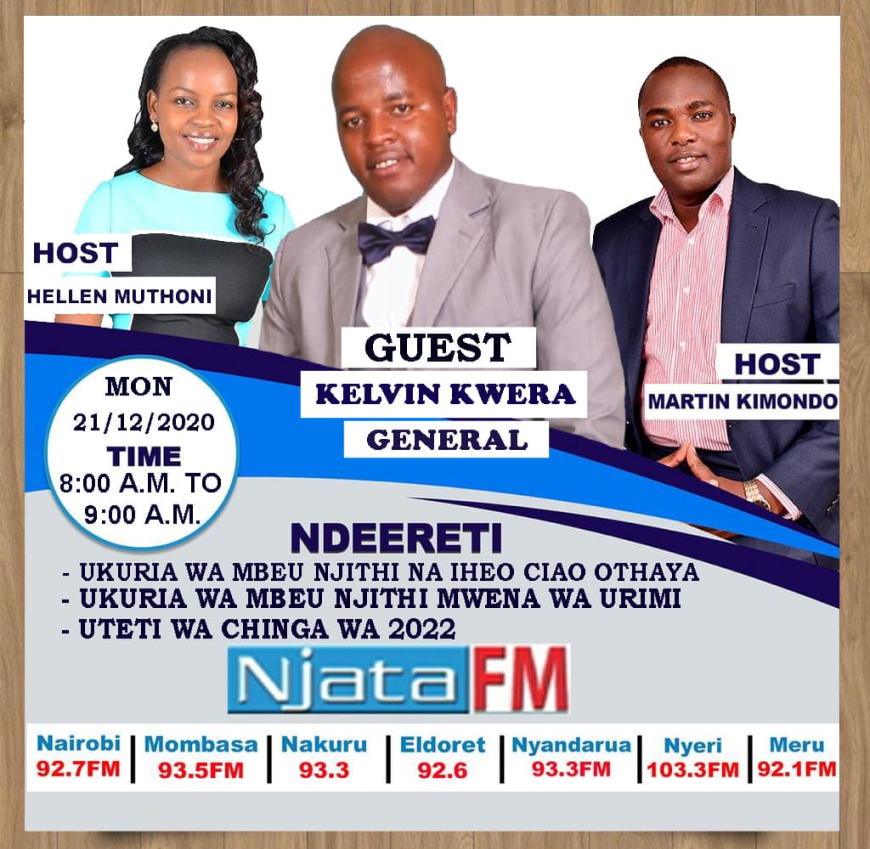 HOST
HELLEN MUTHONI
GUEST
KELVIN KWERA
GENERAL
HOST
MARTIN KIMONDO
MON
21/12/2020
TIME
8:00 A.M. TO
9:00 A.M.
NDEERETI
- UKURIA WA MBEU NJITHI NA IHEO CIAO OTHAYA
- UKURIA WA MBEU NJITHI MWENA WA URIMI
- UTETI WA CHINGA WA 2022
Njata FM
Nairobi Mombasa Nakuru Eldoret Nyandarua Nyeri Meru
92.7FM 93.5FM 93.3 92.6 93.3FM 103.3FM 92.1FM